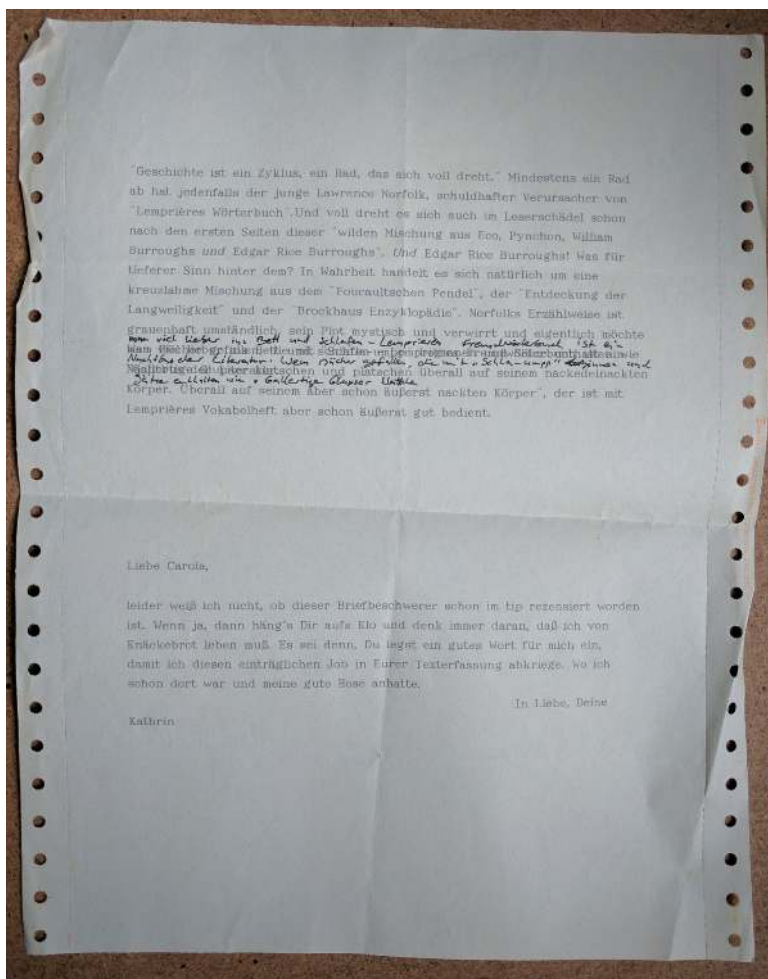 "Geschichte ist ein Zyklus, ein Rad, das sich voll dreht." Mindestens ein Rad
ab hat jedenfalls der junge Lawrence Norfolk, schuldhafter Verursacher von
"Lemprières Wörterbuch".Und voll dreht es sich auch im Leserschädel schon
nach den ersten Seiten dieser "wilden Mischung aus Eco, Pynchon, William
Burroughs und Edgar Rice Burroughs". Und Edgar Rice Burroughs! Was für
tieferer Sinn hinter dem? In Wahrheit handelt es sich natürlich um eine
kreuzlahme Mischung aus dem "Foucaultschen Pendel", der "Entdeckung der
Langweiligkeit" und der "Brockhaus Enzyklopädie". Norfolks Erzählweise ist
grauenhaft umständlich, sein Plot mystisch und verwirrt und eigentlich möchte
man viel lieber ins Bett und schlafen - Lemprières Fremdwörterbuch ist ein
der Literatur. Wem Bücher gefallen, die mit "beginnen und
Sätze enthalten wie
und platschen überall auf seinem nackedeinackten
Körper. Überall auf seinem aber schon äußerst nackten Körper", der ist mit
Lemprières Vokabelheft aber schon äußerst gut bedient.
Liebe Carola,
leider weiß ich nicht, ob dieser Briefbeschwerer schon im tip rezensiert worden
ist. Wenn ja, dann häng's Dir aufs Klo und denk immer daran, daß ich von
Knäckebrot leben muß. Es sei denn, Du legst ein gutes Wort für mich ein,
damit ich diesen einträglichen Job in Eurer Texterfassung abkriege. Wo ich
schon dort war und meine gute Hose anhatte.
In Liebe, Deine
Kathrin